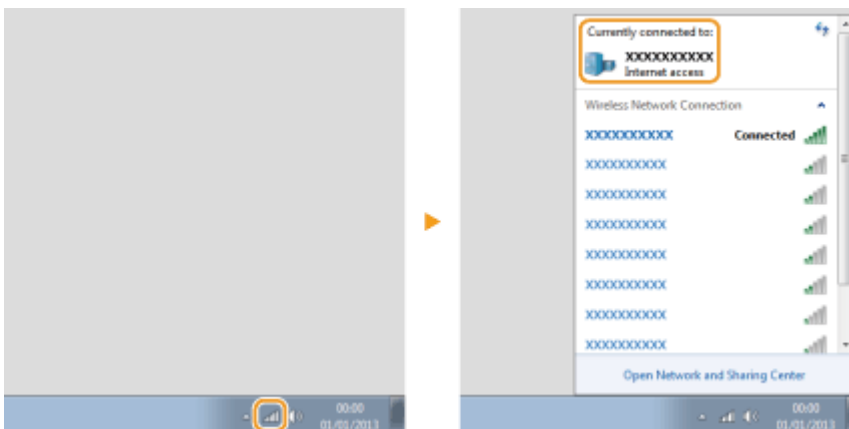 00:00
01/01/2013
Currently connected to:
XXXXXXXXXX
Internet access
Wireless Network Connection
XXXXXXXXXX Connected
XXXXXXXXXX
XXXXXXXXXX
XXXXXXXXXX
XXXXXXXXXX
XXXXXXXXXX
XXXXXXXXXX
XXXXXXXXXX
Open Network and Sharing Center
00:00
01/01/2013